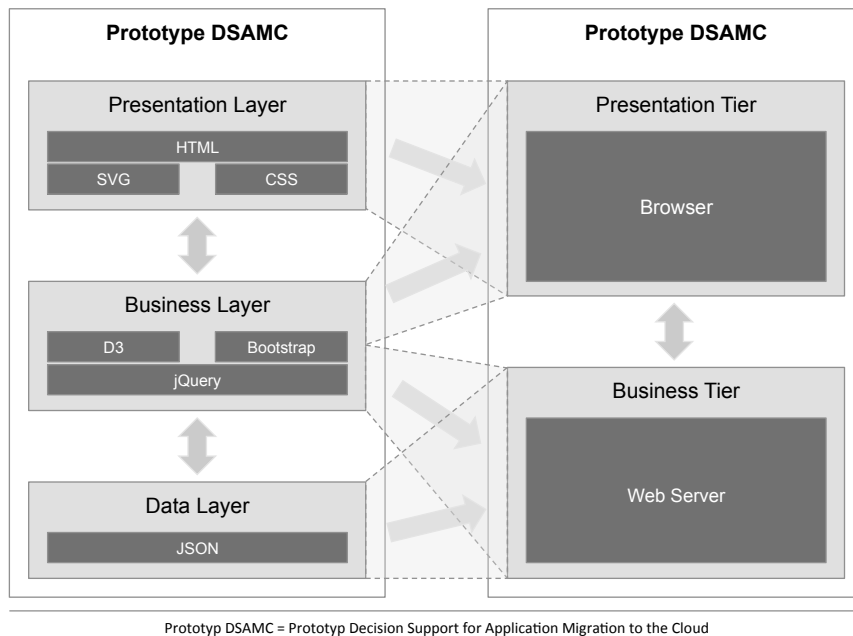 Prototype DSAMC
Presentation Layer
HTML
SVG
CSS
Business Layer
D3
Bootstrap
jQuery
Data Layer
JSON
Prototype DSAMC
Presentation Tier
Browser
Business Tier
Web Server
Prototyp DSAMC = Prototyp Decision Support for Application Migration to the Cloud